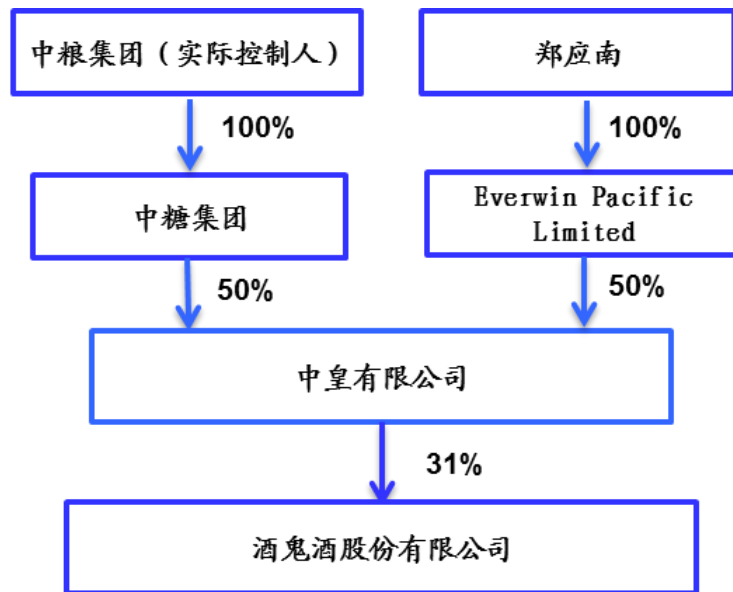 中粮集团（实际控制人）
郑应南
100%
100%
中糖集团
Everwin Pacific
Limited
50%
50%
中皇有限公司
31%
酒鬼酒股份有限公司